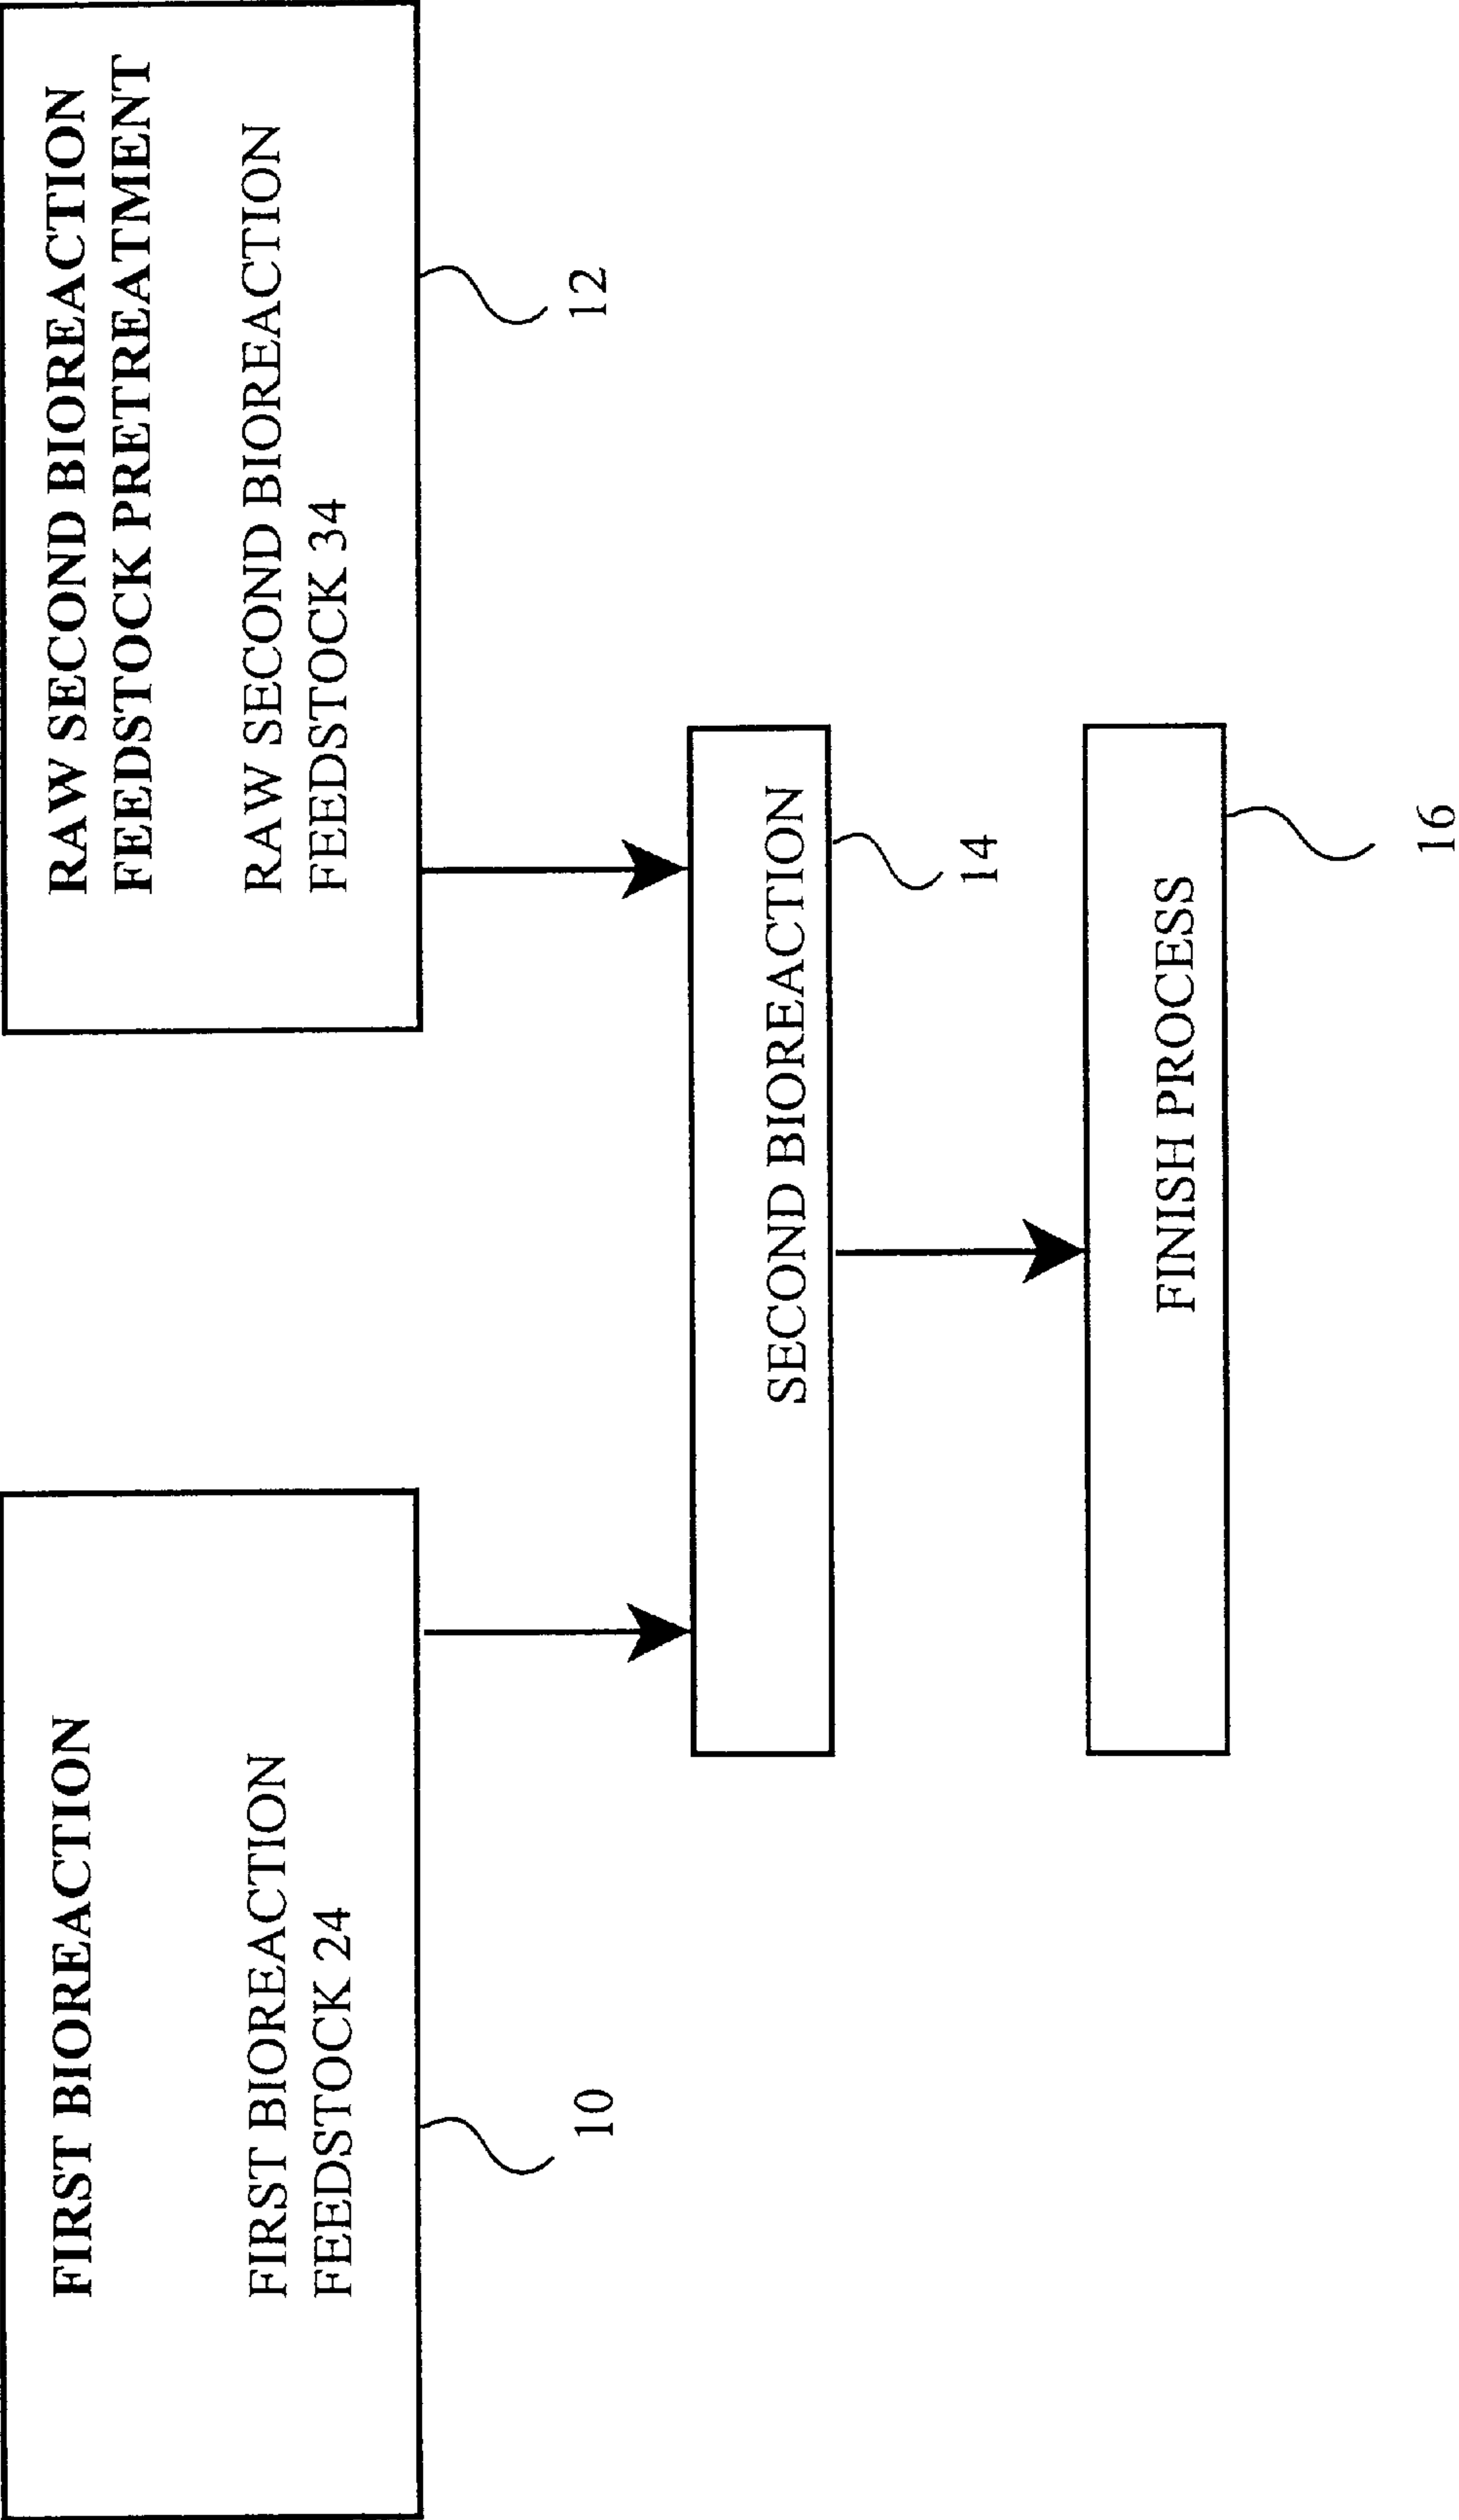 FIRST BIOREACTION
FIRST BIOREACTION
FEEDSTOCK 24
10
RAW SECOND BIOREACTION
FEEDSTOCK PRETREATMENT
RAW SECOND BIOREACTION
FEEDSTOCK 34
12
SECOND BIOREACTION
14
FINISH PROCESS
16